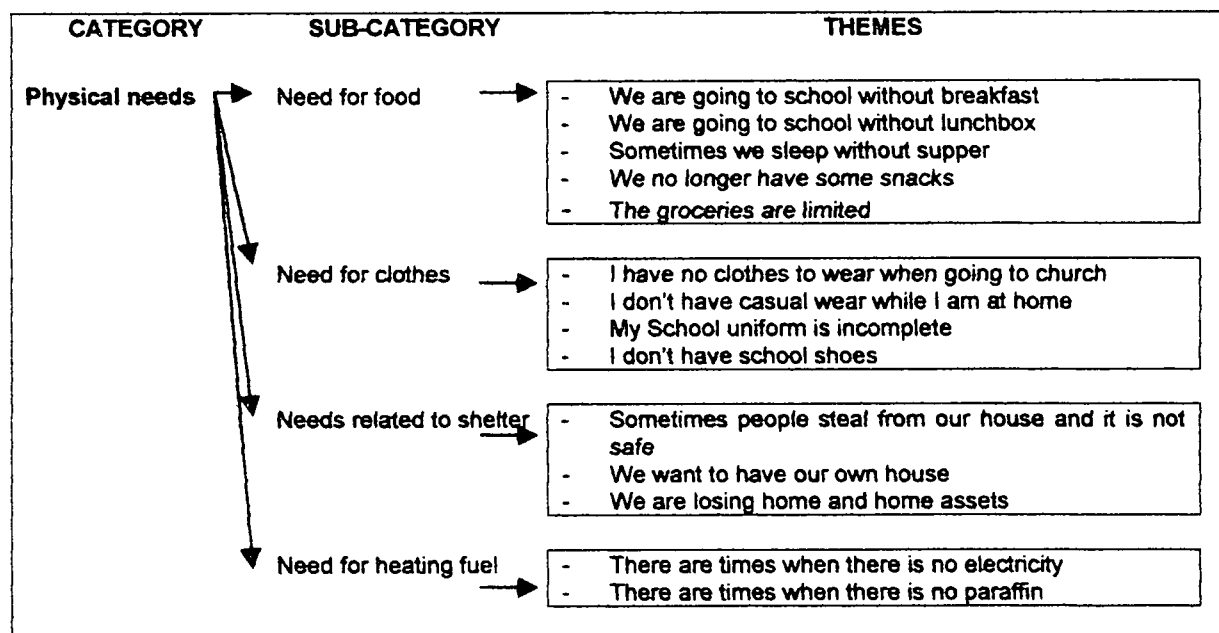 CATEGORY SUB-CATEGORY THEMES
Physical needs Need for food - We are going to school without breakfast
- We are going to school without lunchbox
- Sometimes we sleep without supper
- We no longer have some snacks
- The groceries are limited
Need for clothes - I have no clothes to wear when going to church
- I don't have casual wear while I am at home
- My School uniform is incomplete
- I don't have school shoes
Needs related to shelter - Sometimes people steal from our house and it is not
safe
- We want to have our own house
- We are losing home and home assets
Need for heating fuel - There are times when there is no electricity
- There are times when there is no paraffin